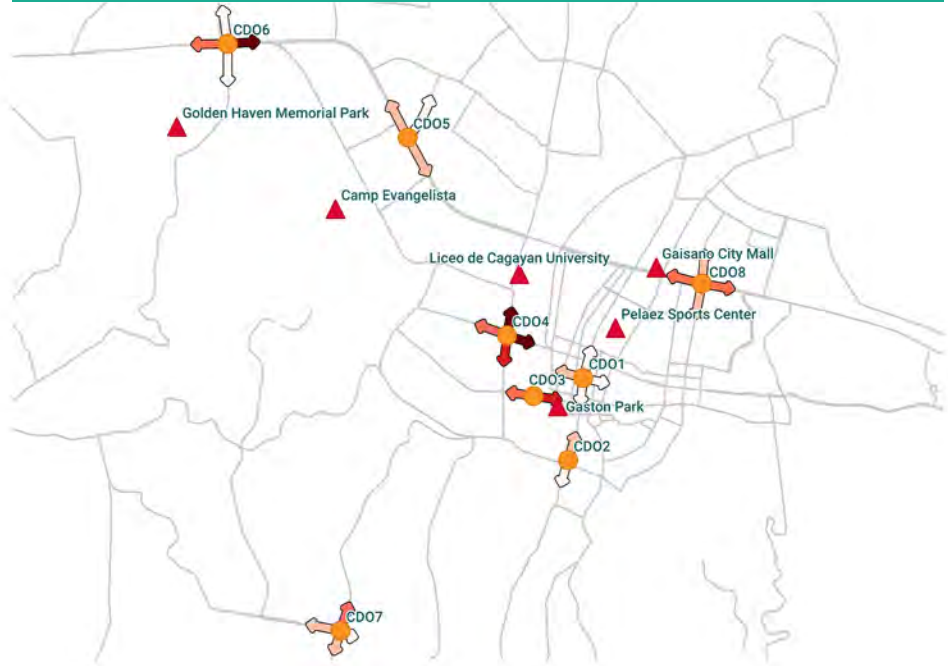 CDO6
Golden Haven Memorial Park
CDO5
Camp Evangelista
Liceo de Cagayan University
Gaisano City Mall
CDO8
Pelaez Sports Center
CDO4
CDO1
CDO3
Gaston Park
CDO2
CDO7